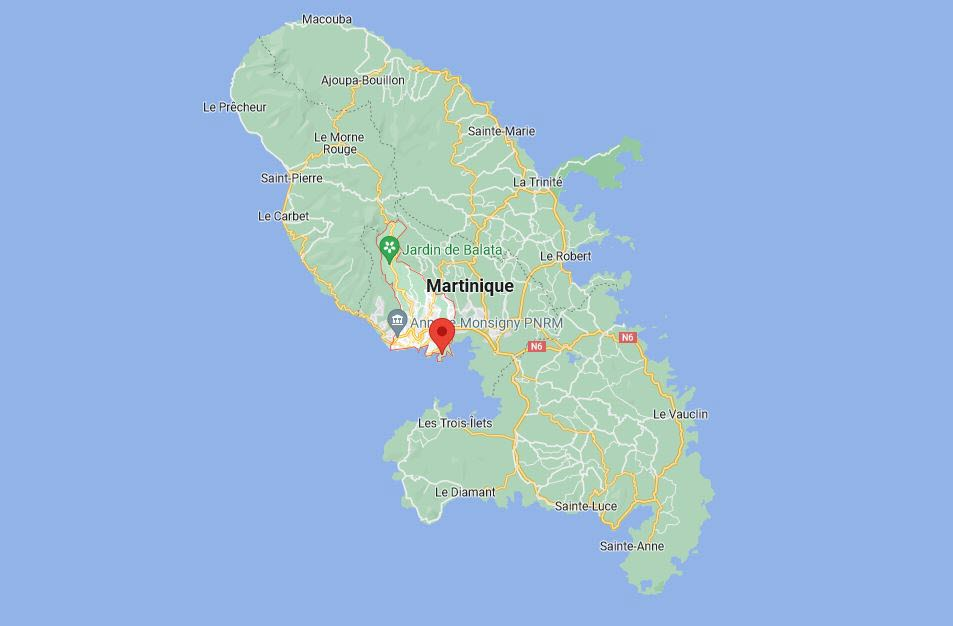 Macouba
Ajoupa-Bouillon
Le Prêcheur
Sainte-Marie
Le Morne
Rouge
Saint-Pierre
La Trinité
Le Carbet
Jardin de Balata
Le Robert
Martinique
Monsigny PNRM
N6
N6
Le Vauclin
Les Trois-Îlets
Le Diamant
Sainte-Luce
Sainte-Anne